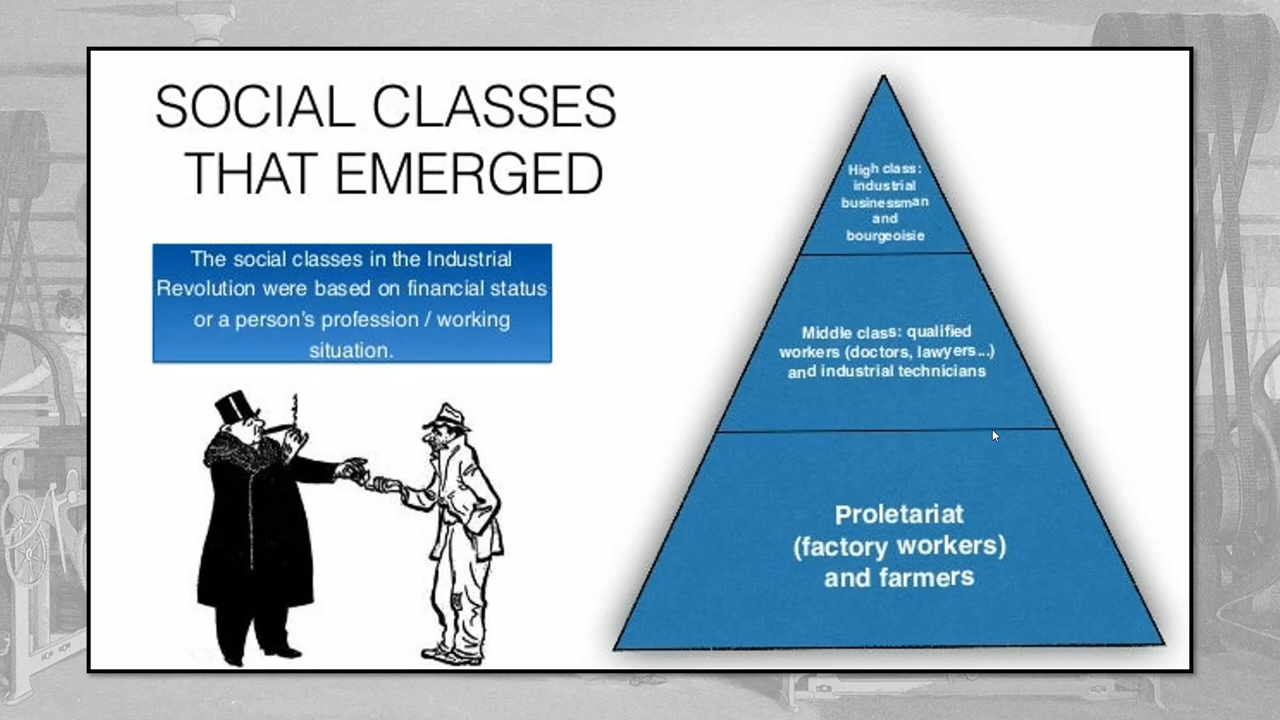 SOCIAL CLASSES
THAT EMERGED
The social classes in the Industrial
Revolution were based on financial status
or a person's profession / working
situation.
High class:
industrial
businessman
and
bourgeoisie
Middle class: qualified
workers (doctors, lawyers...)
and industrial technicians
Proletariat
(factory workers)
and farmers